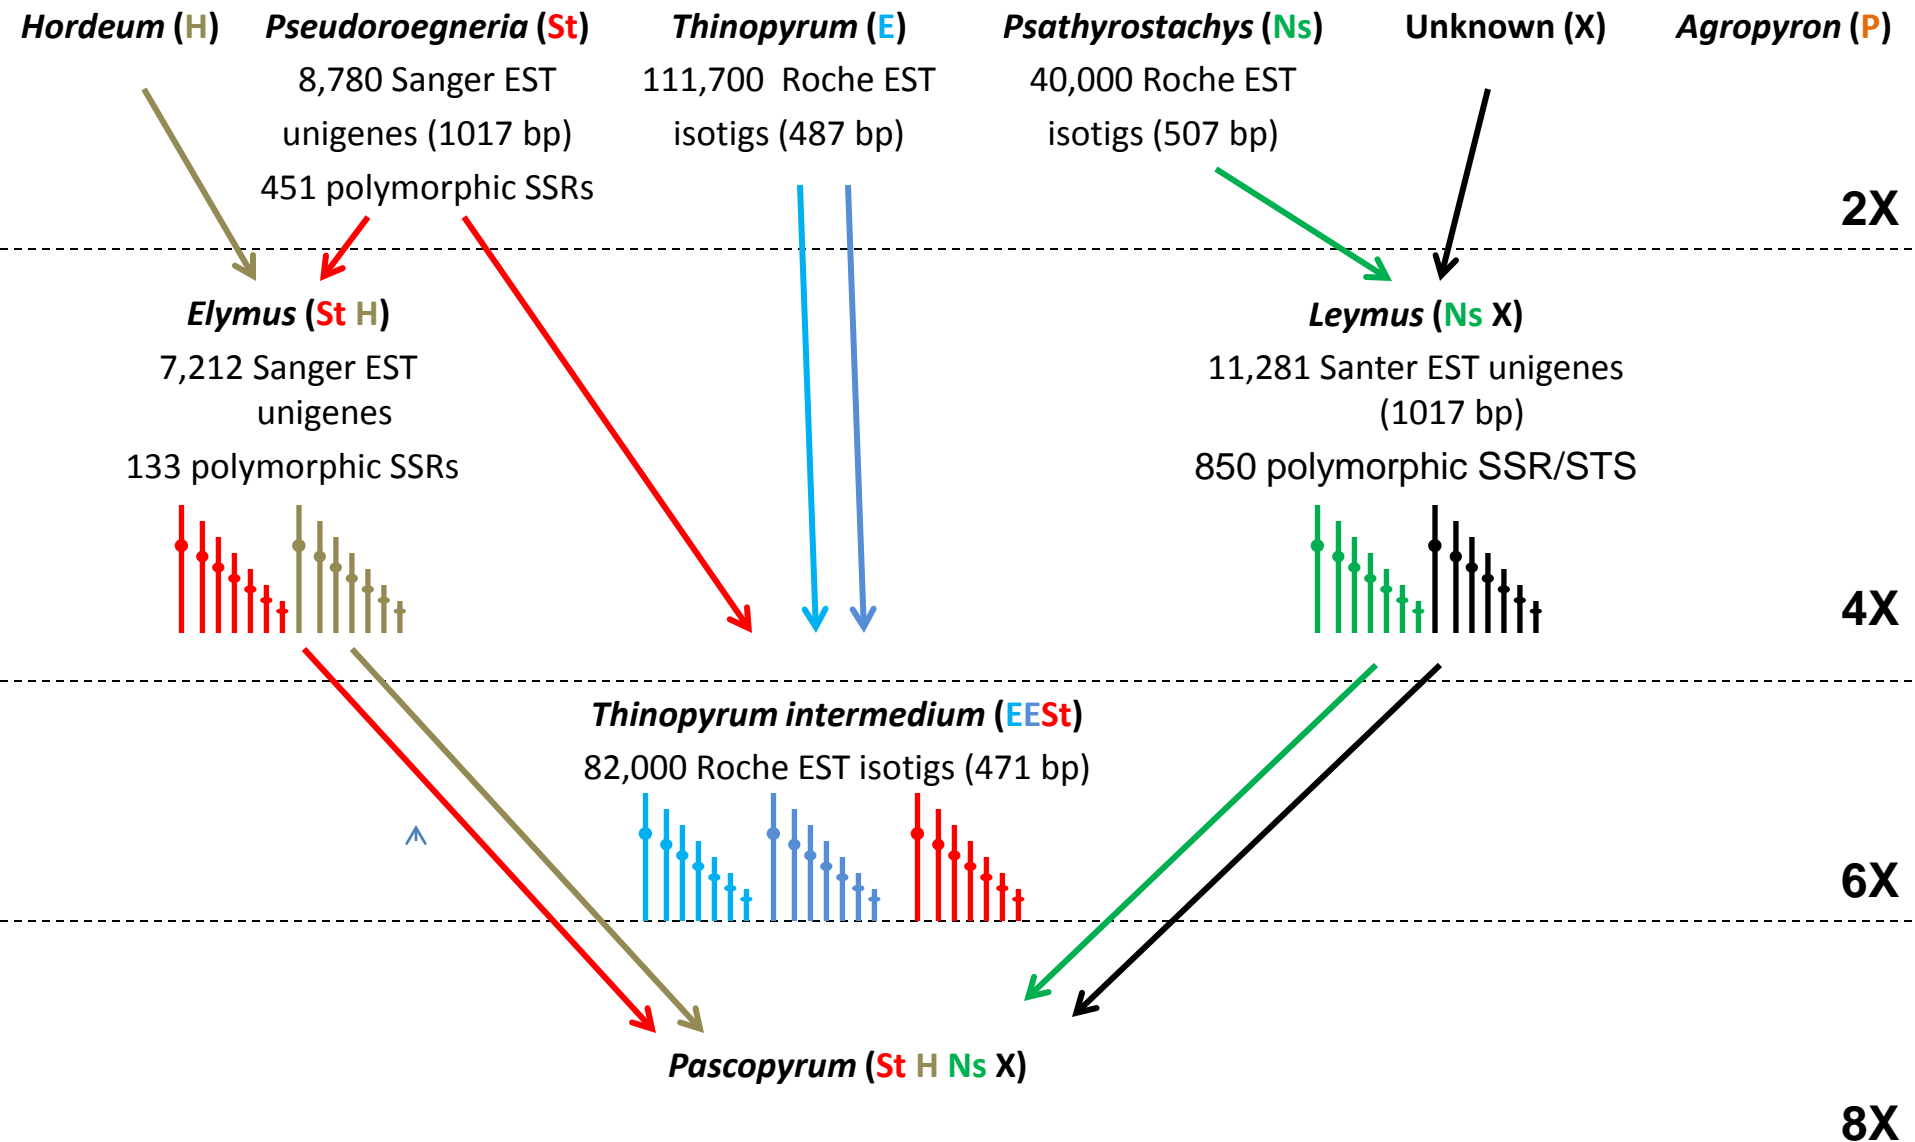 Hordeum (H)
Pseudoroegneria (St)
Thinopyrum (E)
Psathyrostachys (Ns)
Unknown (X)
Agropyron (P)
8,780 Sanger EST
unigenes (1017 bp)
451 polymorphic SSRs
111,700 Roche EST
isotigs (487 bp)
40,000 Roche EST
isotigs (507 bp)
2X
Elymus (St H)
7,212 Sanger EST
unigenes
133 polymorphic SSRs
Leymus (Ns X)
11,281 Santer EST unigenes
(1017 bp)
850 polymorphic SSR/STS
4X
Thinopyrum intermedium (EESt)
82,000 Roche EST isotigs (471 bp)
6X
Pascopyrum (St H Ns X)
8X